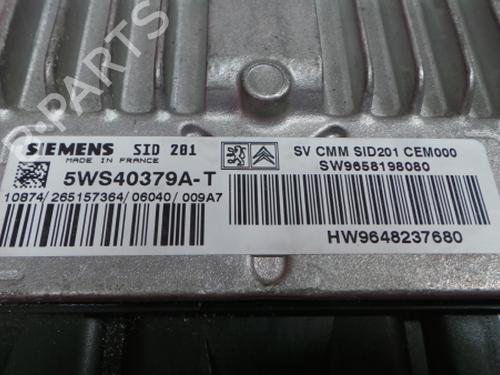 B-PARTS
SIEMENS SID 201
MADE IN FRANCE
5WS40379A-T
10874/265157364/06040/009A7
SV CMM SID201 CEM000
SW9658198080
HW9648237680